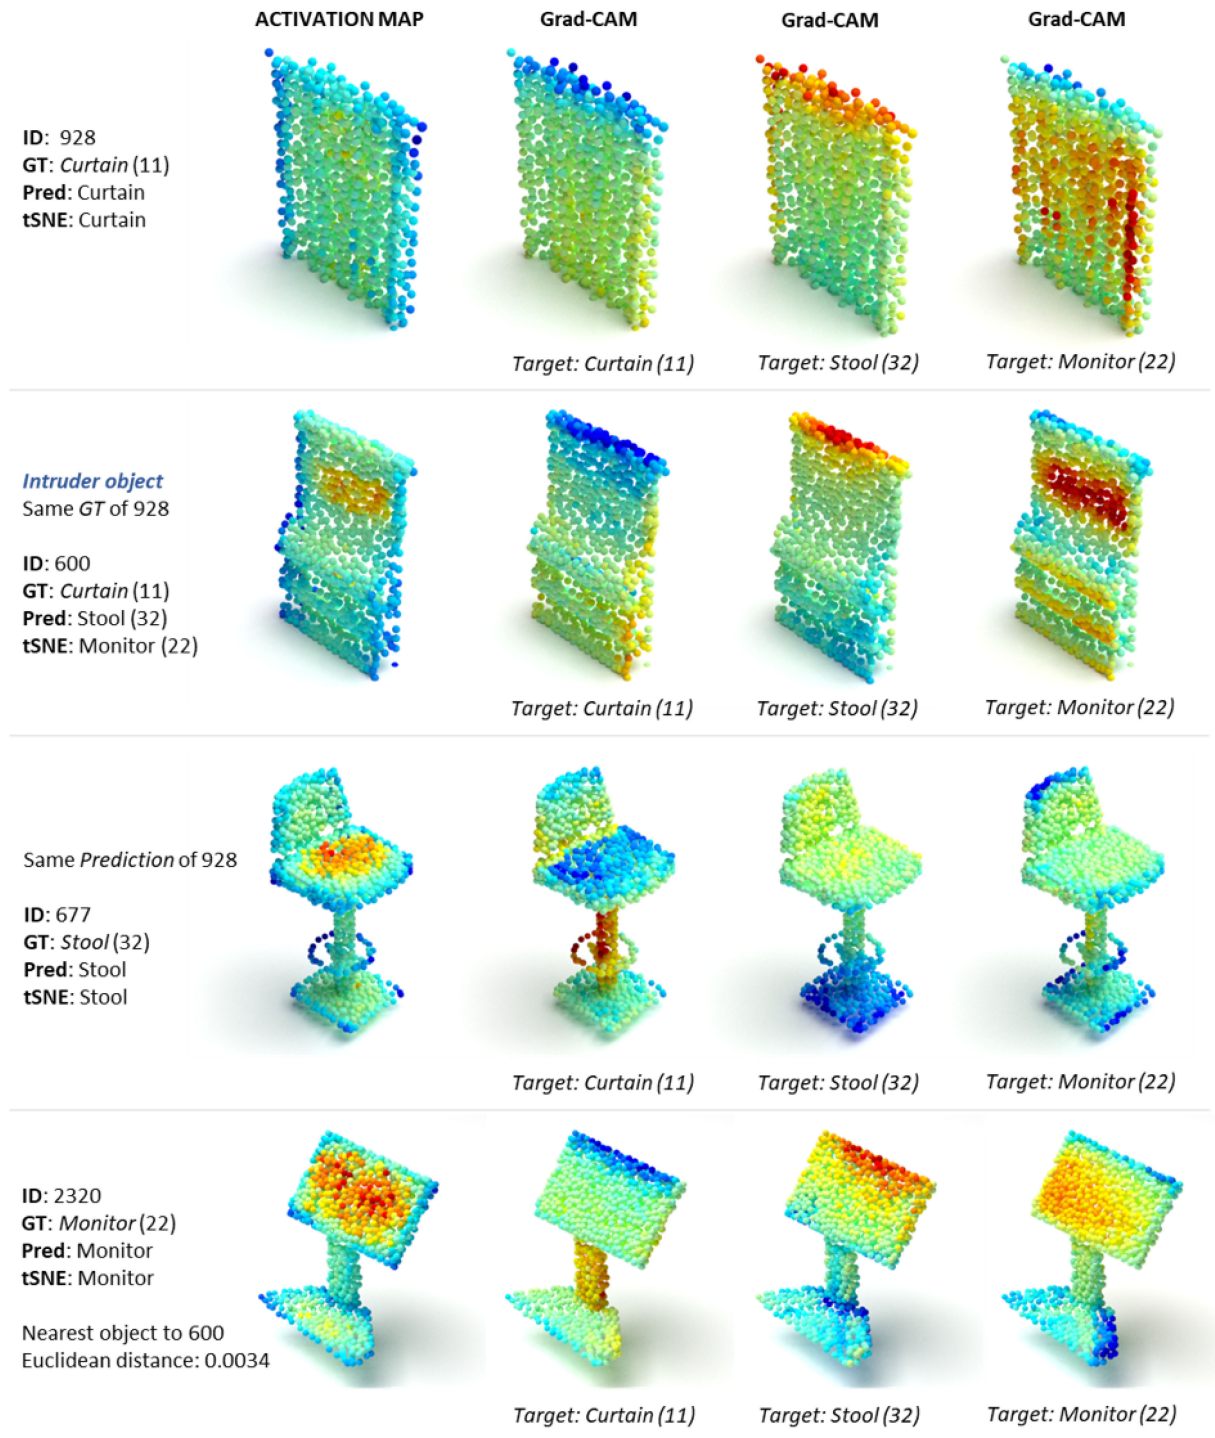 ACTIVATION MAP
Grad-CAM
Grad-CAM
Grad-CAM
ID: 928
GT: Curtain (11)
Pred: Curtain
tSNE: Curtain
Target: Curtain (11)
Target: Stool (32)
Target: Monitor (22)
Intruder object
Same GT of 928
ID: 600
GT: Curtain (11)
Pred: Stool (32)
tSNE: Monitor (22)
Target: Curtain (11)
Target: Stool (32)
Target: Monitor (22)
Same Prediction of 928
ID: 677
GT: Stool (32)
Pred: Stool
tSNE: Stool
Target: Curtain (11)
Target: Stool (32)
Target: Monitor (22)
ID: 2320
GT: Monitor (22)
Pred: Monitor
tSNE: Monitor
Nearest object to 600
Euclidean distance: 0.0034
Target: Curtain (11)
Target: Stool (32)
Target: Monitor (22)